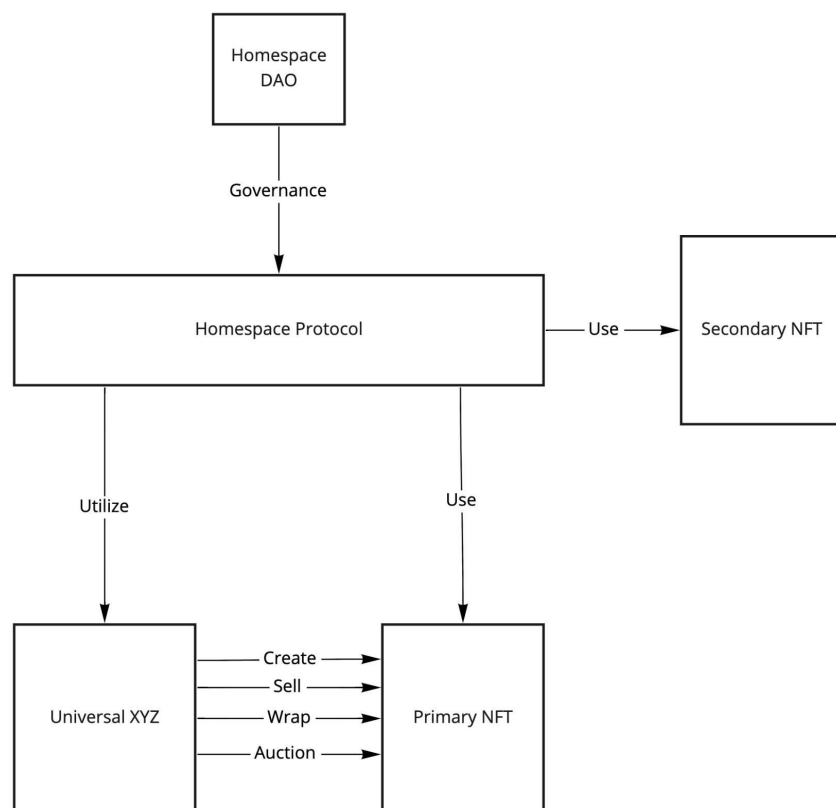 Homespace
DAO
Governance
Homespace Protocol
Use
Secondary NFT
Utilize
Use
Universal XYZ
Create
Sell
Wrap
Auction
Primary NFT